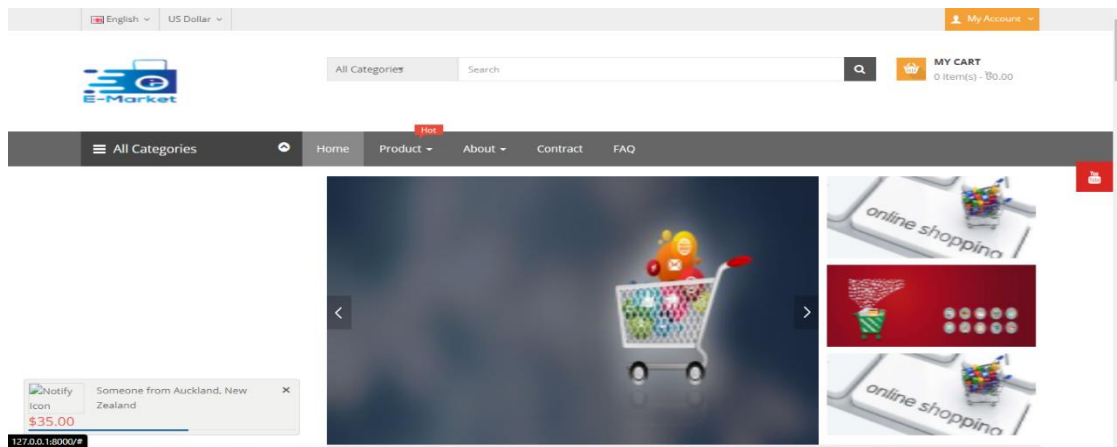 English
US Dollar
My Account
E-Market
All Categories
Search
MY CART
0 Item(s) - ৳0.00
Hot
All Categories
Home
Product
About
Contract
FAQ
You
Tube
online shopping
online shopping
Notify
Icon
Someone from Auckland, New
Zealand
$35.00
127.0.0.1:8000/#